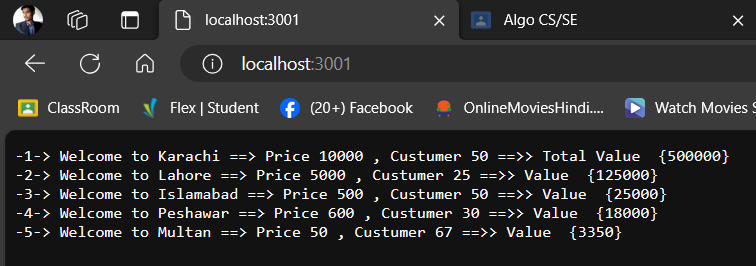 localhost:3001
Algo CS/SE
localhost:3001
ClassRoom
Flex | Student
(20+) Facebook
OnlineMoviesHindi....
Watch Movies
-1-> Welcome to Karachi ==> Price 10000 , Custumer 50 ==>> Total Value  {500000}
-2-> Welcome to Lahore ==> Price 5000 , Custumer 25 ==>> Value  {125000}
-3-> Welcome to Islamabad ==> Price 500 , Custumer 50 ==>> Value  {25000}
-4-> Welcome to Peshawar ==> Price 600 , Custumer 30 ==>> Value  {18000}
-5-> Welcome to Multan ==> Price 50 , Custumer 67 ==>> Value  {3350}